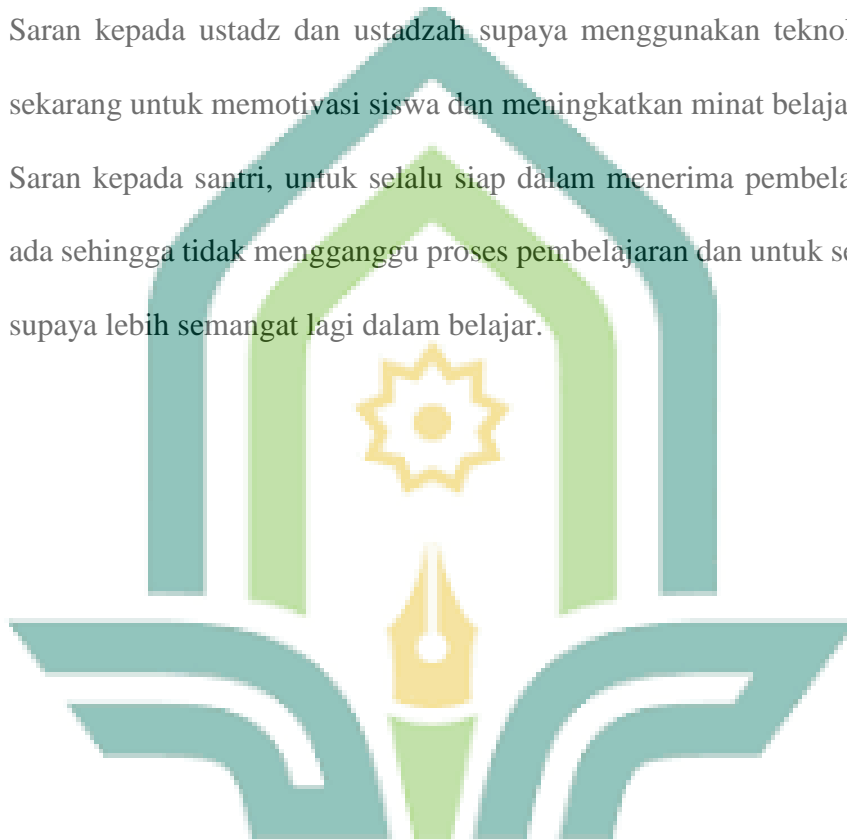 Saran kepada ustadz dan ustadzah supaya menggunakan teknol
sekarang untuk memotivasi siswa dan meningkatkan minat belaja
Saran kepada santri, untuk selalu siap dalam menerima pembela
ada sehingga tidak mengganggu proses pembelajaran dan untuk se
supaya lebih semangat lagi dalam belajar.